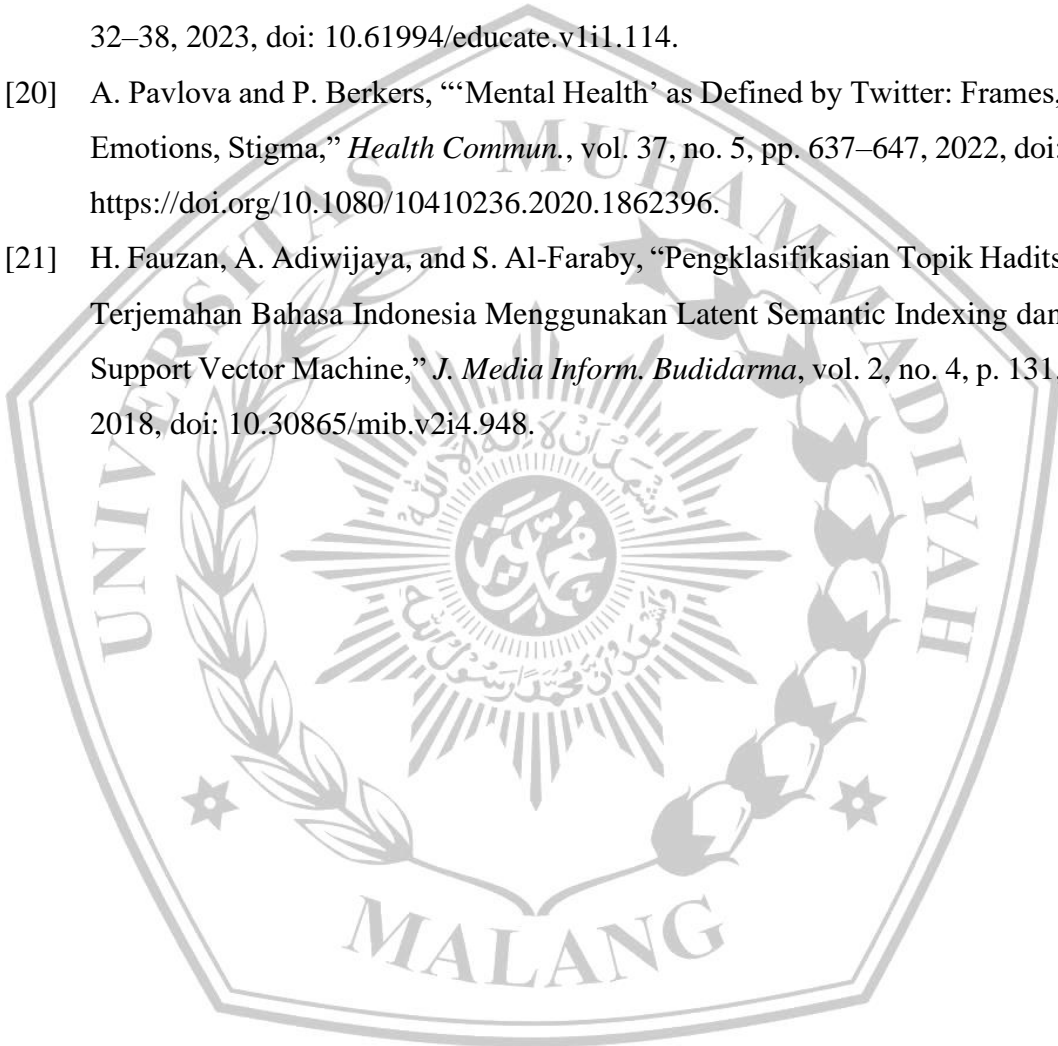 32–38, 2023, doi: 10.61994/educate.v1i1.114.
[20] A. Pavlova and P. Berkers, “‘Mental Health’ as Defined by Twitter: Frames,
Emotions, Stigma,” Health Commun., vol. 37, no. 5, pp. 637–647, 2022, doi:
https://doi.org/10.1080/10410236.2020.1862396.
[21] H. Fauzan, A. Adiwijaya, and S. Al-Faraby, “Pengklasifikasian Topik Hadits
Terjemahan Bahasa Indonesia Menggunakan Latent Semantic Indexing dan
Support Vector Machine,” J. Media Inform. Budidarma, vol. 2, no. 4, p. 131,
2018, doi: 10.30865/mib.v2i4.948.
UNIVERSITAS MUHAMMADIYAH
MALANG